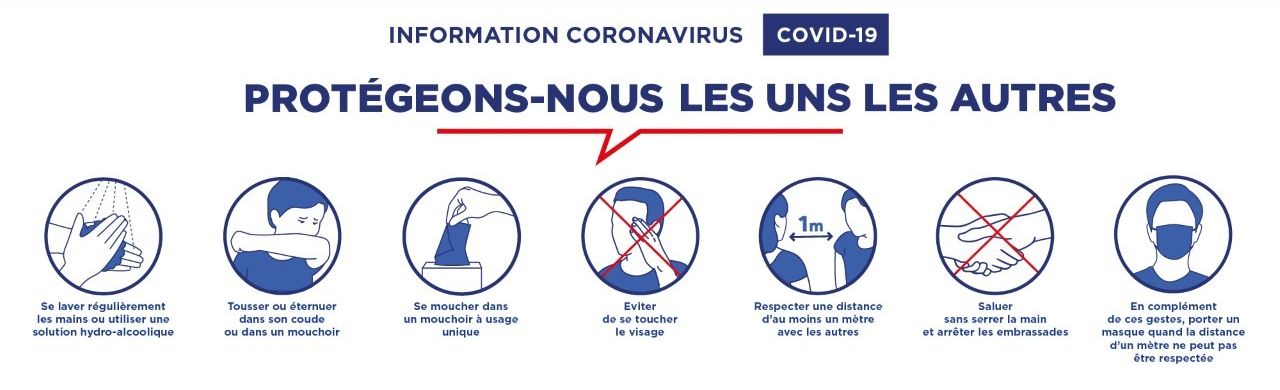 INFORMATION CORONAVIRUS COVID-19
PROTÉGEONS-NOUS LES UNS LES AUTRES
Se laver régulièrement
les mains ou utiliser une
solution hydro-alcoolique
Tousser ou éternuer
dans son coude
ou dans un mouchoir
Se moucher dans
un mouchoir à usage
unique
Eviter
de se toucher
le visage
1m
Respecter une distance
d'au moins un mètre
avec les autres
Saluer
sans serrer la main
et arrêter les embrassades
En complément
de ces gestes, porter un
masque quand la distance
d'un mètre ne peut pas
être respectée